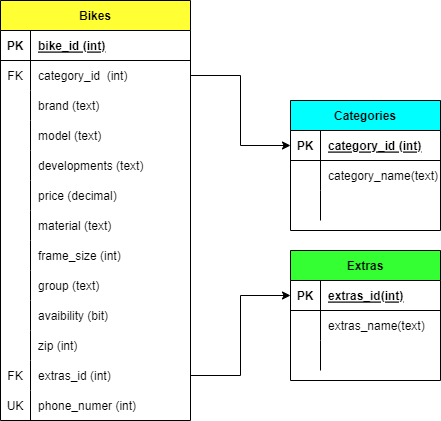 Bikes
PK bike_id (int)
FK category_id (int)
brand (text)
model (text)
developments (text)
price (decimal)
material (text)
frame_size (int)
group (text)
avaibility (bit)
zip (int)
FK extras_id (int)
UK phone_numer (int)
Categories
PK category_id (int)
category_name(text)
Extras
PK extras_id(int)
extras_name(text)